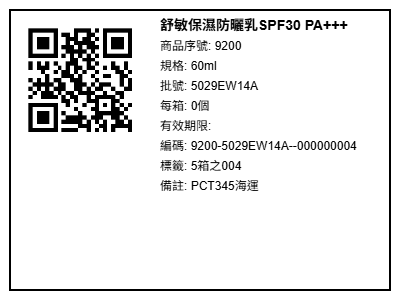 舒敏保濕防曬乳SPF30 PA+++
商品序號: 9200
規格: 60ml
批號: 5029EW14A
每箱: 0個
有效期限:
編碼: 9200-5029EW14A--000000004
標籤: 5箱之004
備註: PCT345海運